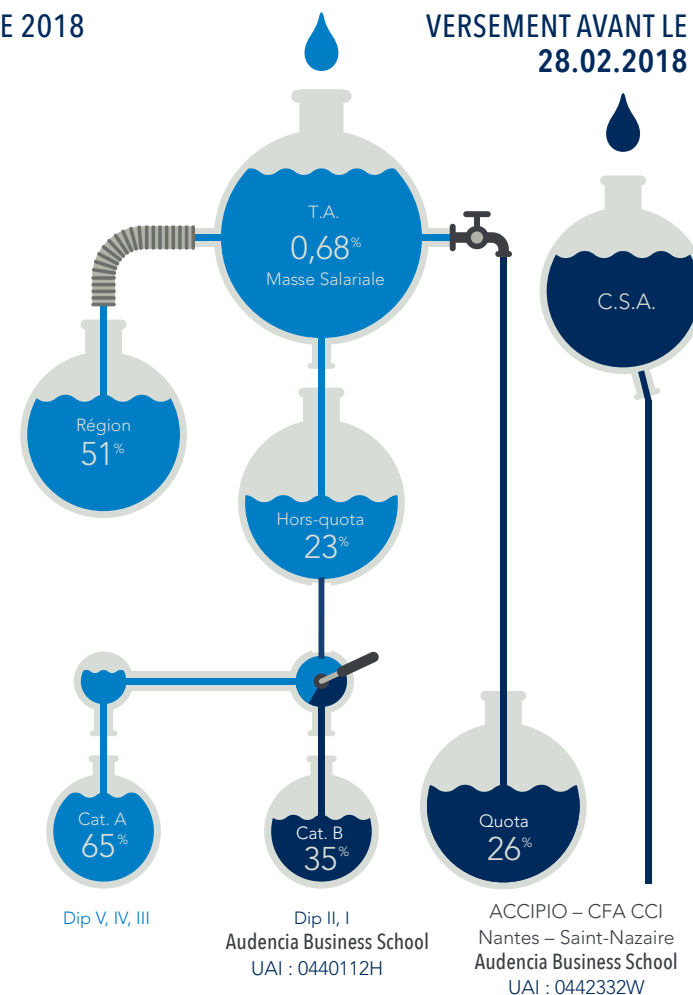 E 2018
VERSEMENT AVANT LE
28.02.2018
T.A.
0,68%
Masse Salariale
C.S.A.
Région
51%
Hors-quota
23%
Cat. A
65%
Cat. B
35%
Quota
26%
Dip V, IV, III
Dip II, I
Audencia Business School
UAI : 0440112H
ACCIPIO – CFA CCI
Nantes – Saint-Nazaire
Audencia Business School
UAI : 0442332W